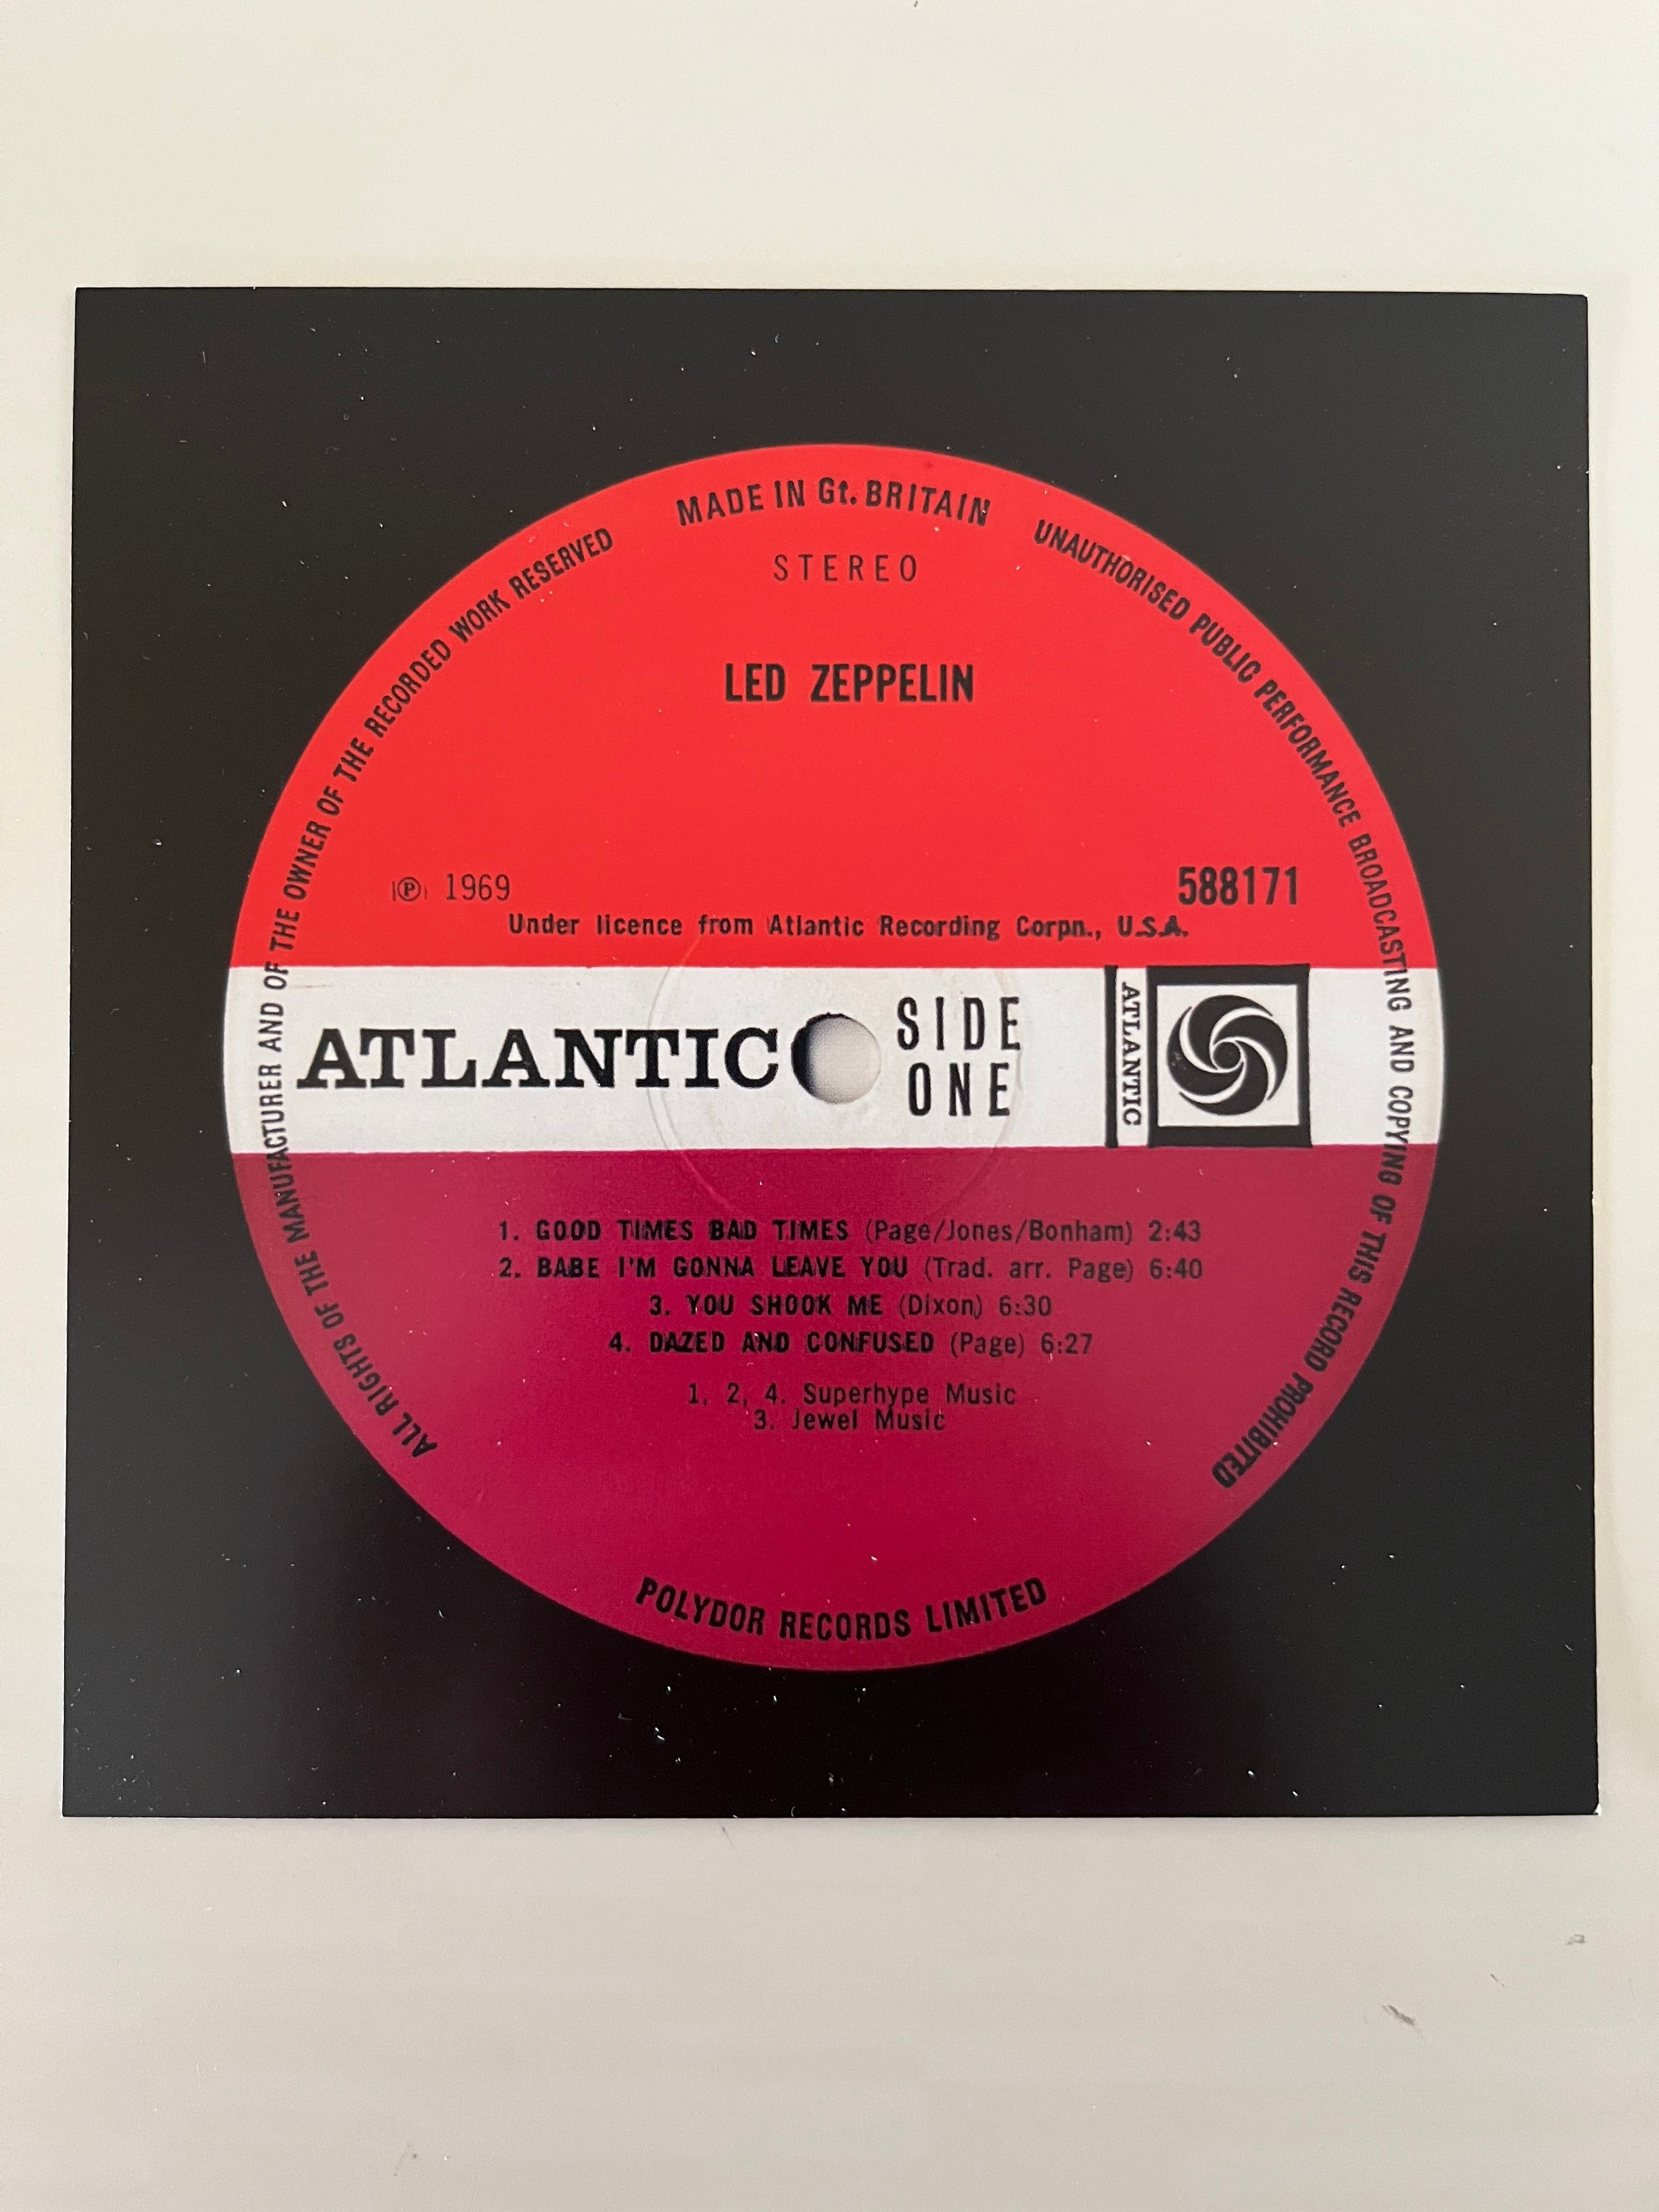 MADE IN Gt. BRITAIN
ALL RIGHTS OF THE MANUFACTURER AND OF THE OWNER OF THE RECORDED WORK RESERVED
UNAUTHORISED PUBLIC PERFORMANCE BROADCASTING AND COPYING OF THIS RECORD PROHIBITED
STEREO
LED ZEPPELIN
℗ 1969
588171
Under licence from Atlantic Recording Corpn., U.S.A.
ATLANTIC
SIDE
ONE
ATLANTIC
1. GOOD TIMES BAD TIMES (Page/Jones/Bonham) 2:43
2. BABE I'M GONNA LEAVE YOU (Trad. arr. Page) 6:40
3. YOU SHOOK ME (Dixon) 6:30
4. DAZED AND CONFUSED (Page) 6:27
1, 2, 4. Superhype Music
3. Jewel Music
POLYDOR RECORDS LIMITED